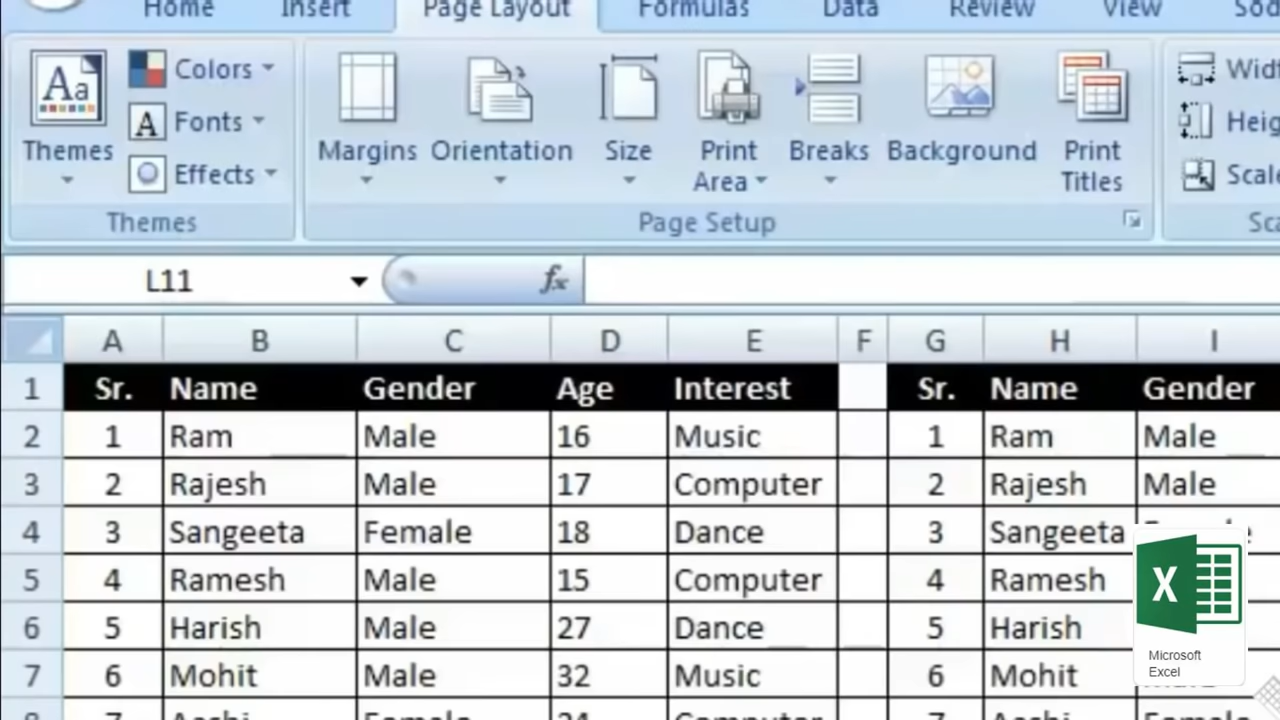 Home Insert Page Layout Formulas Data Review View
Themes Colors Fonts Effects
Themes
Margins Orientation Size Print Area Breaks Background Print Titles
Page Setup
L11 fx
A B C D E F G H I
1 Sr. Name Gender Age Interest Sr. Name Gender
2 1 Ram Male 16 Music 1 Ram Male
3 2 Rajesh Male 17 Computer 2 Rajesh Male
4 3 Sangeeta Female 18 Dance 3 Sangeeta
5 4 Ramesh Male 15 Computer 4 Ramesh
6 5 Harish Male 27 Dance 5 Harish
7 6 Mohit Male 32 Music 6 Mohit
Microsoft
Excel